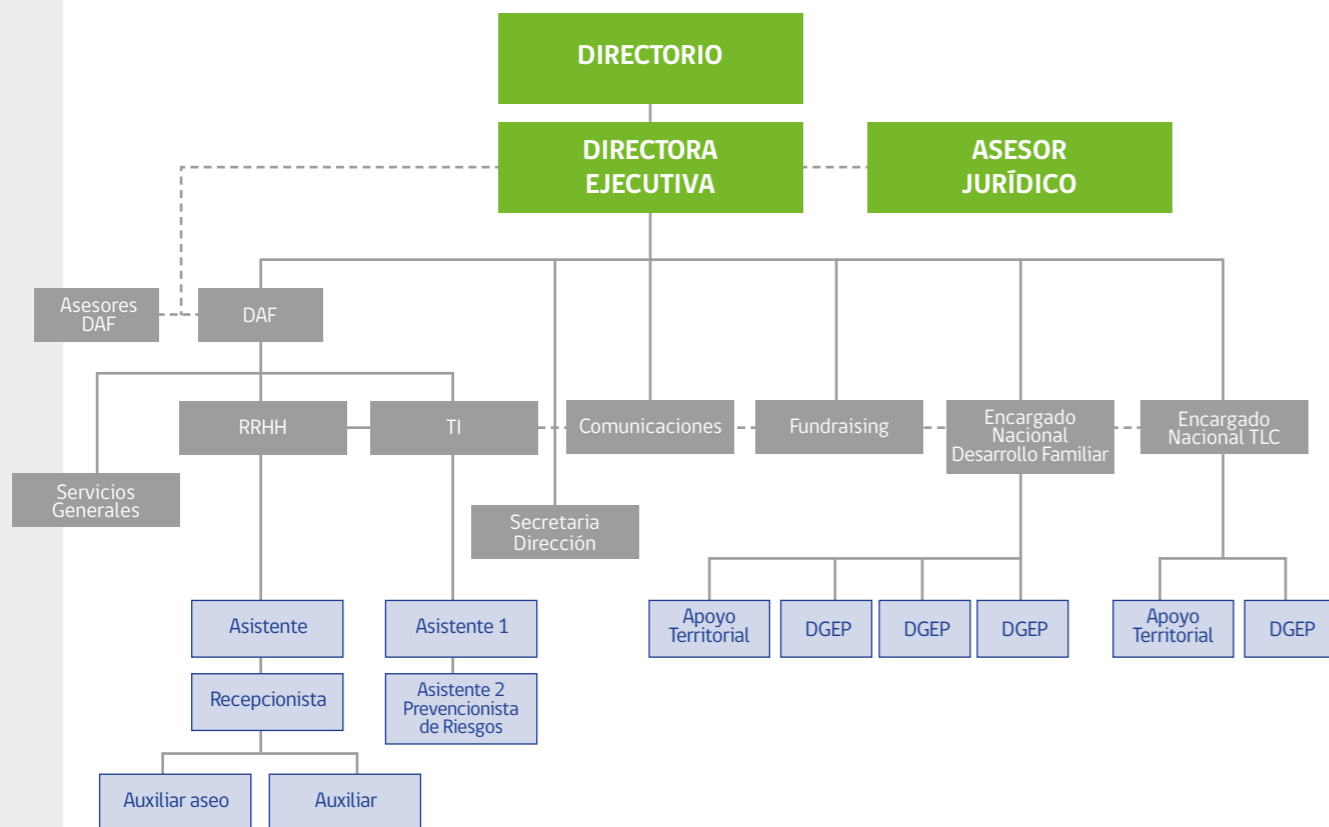 DIRECTORIO
DIRECTORA
EJECUTIVA
ASESOR
JURÍDICO
Asesores
DAF
DAF
RRHH
TI
Comunicaciones
Fundraising
Encargado
Nacional
Desarrollo Familiar
Encargado
Nacional TLC
Servicios
Generales
Secretaria
Dirección
Asistente
Asistente 1
Apoyo
Territorial
DGEP
DGEP
DGEP
Apoyo
Territorial
DGEP
Recepcionista
Asistente 2
Prevencionista
de Riesgos
Auxiliar aseo
Auxiliar